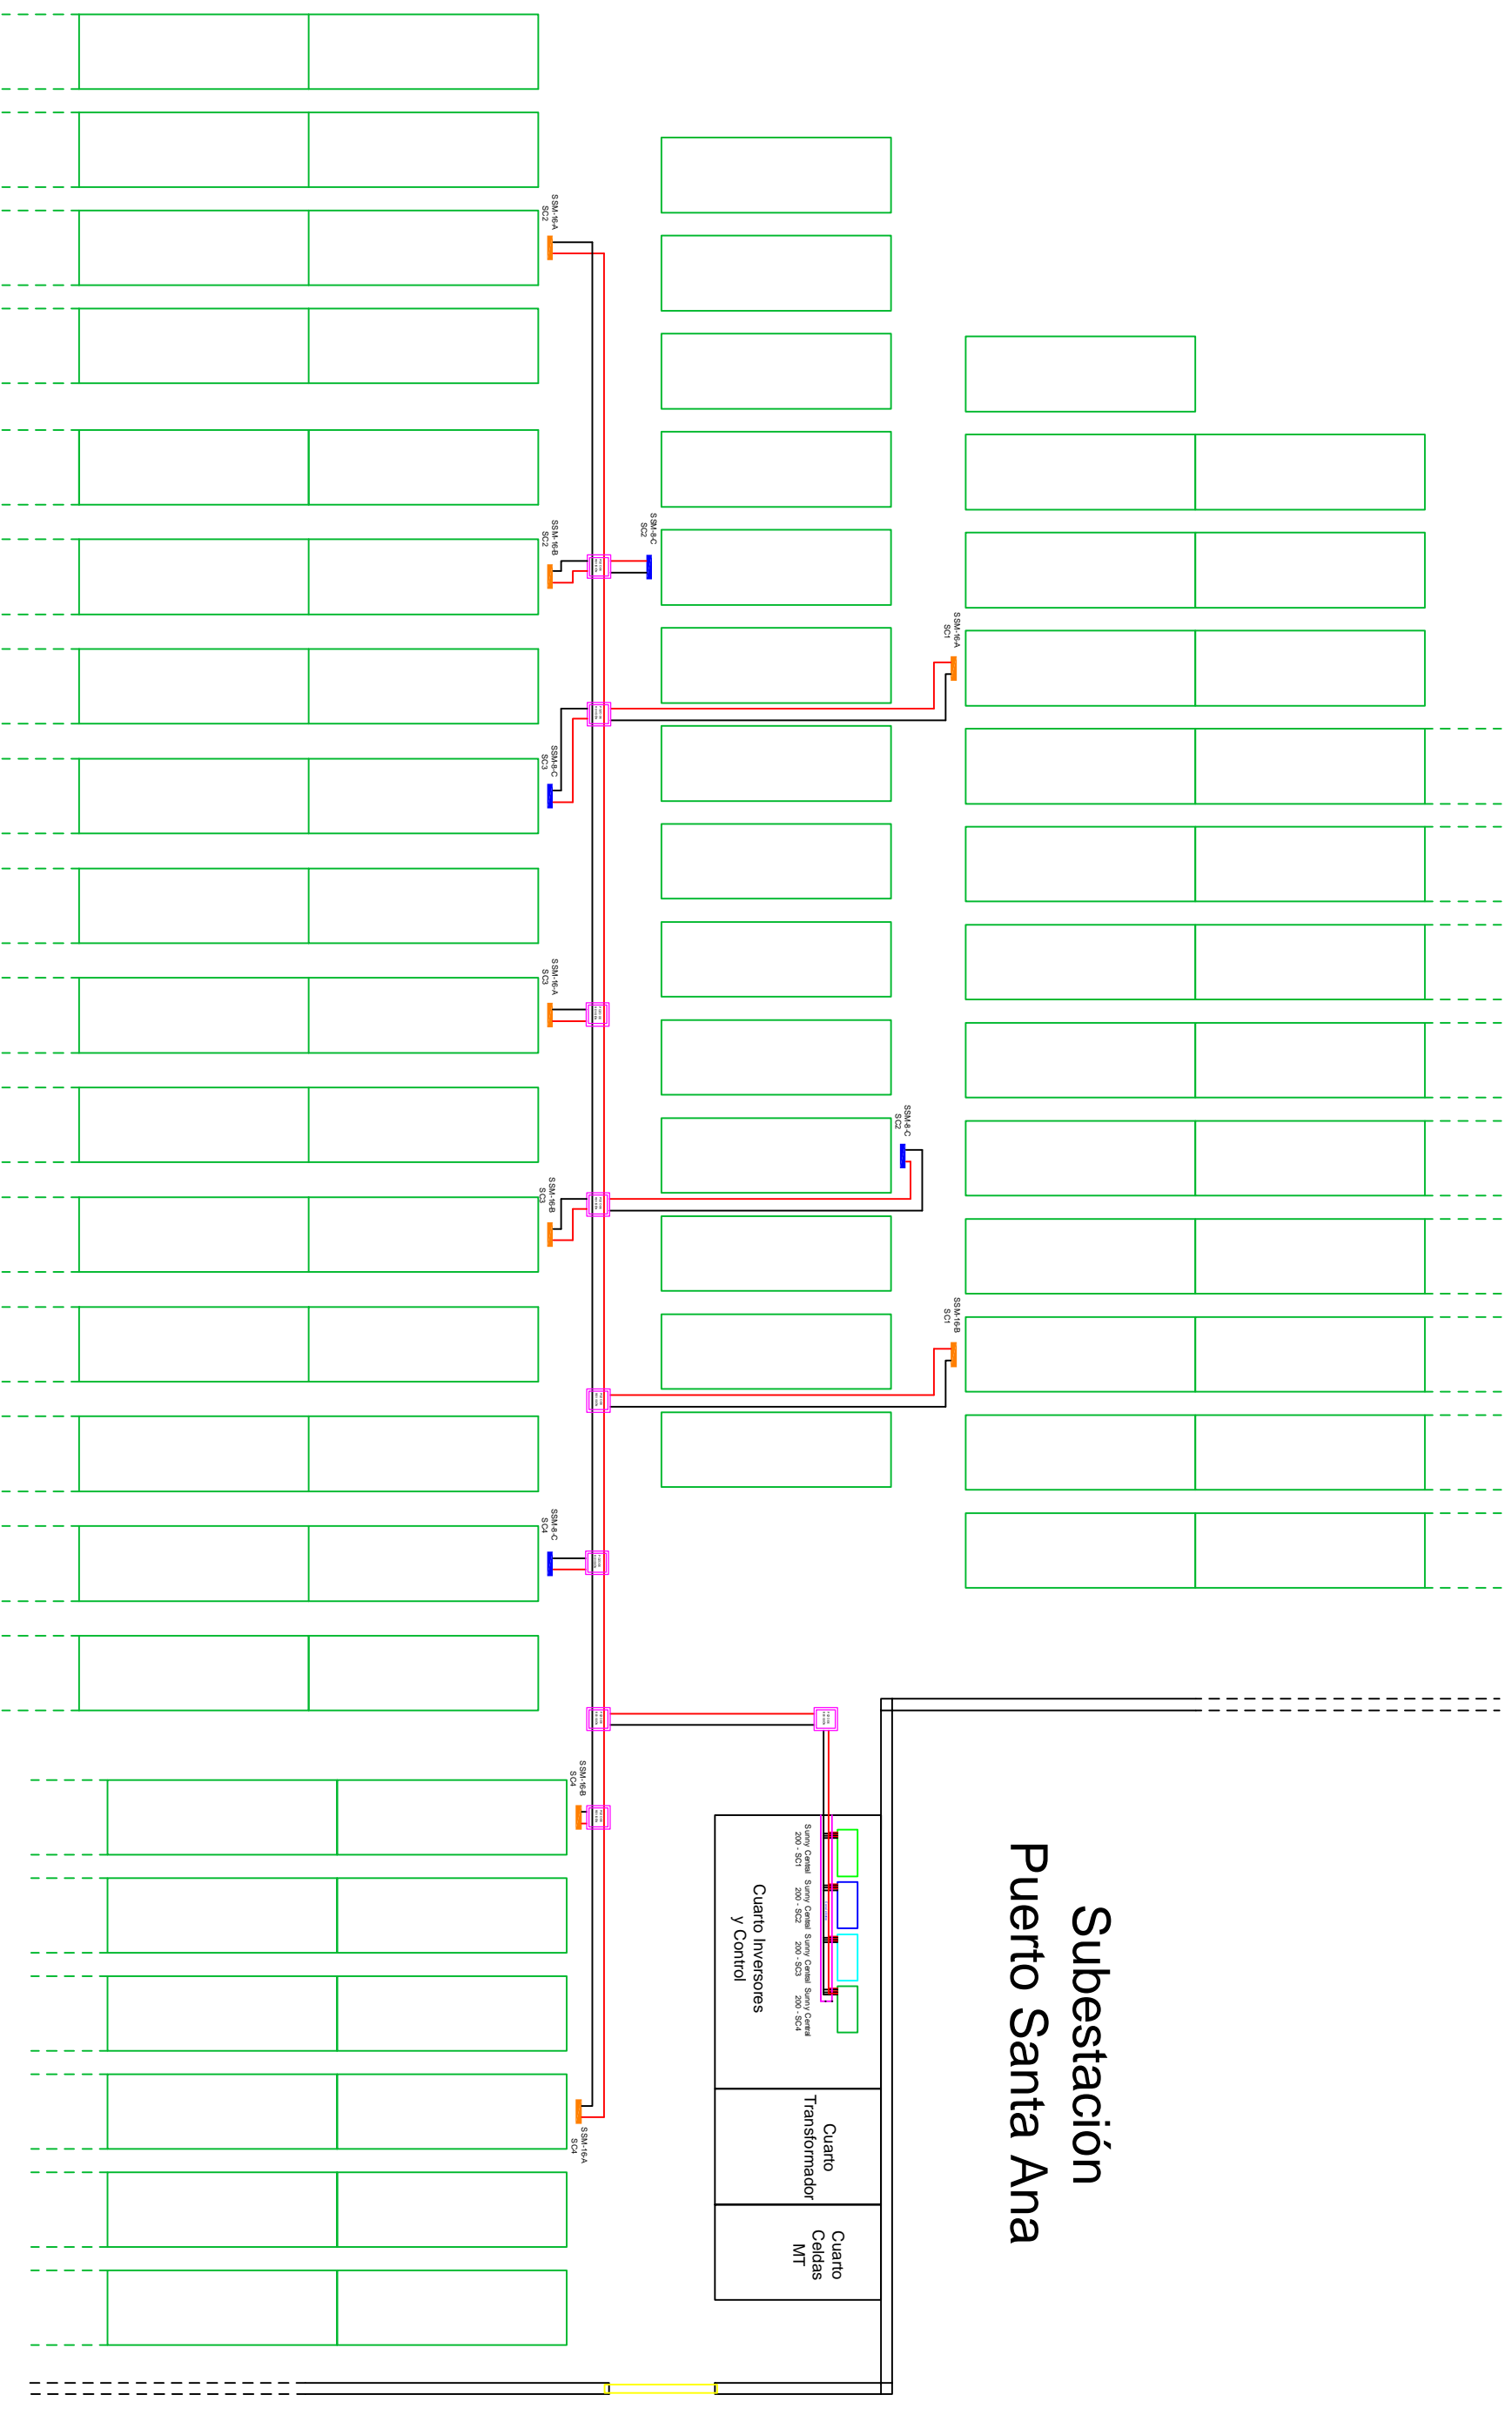 Subestación
Puerto Santa Ana
SSM-16-A
SC2
SSM-16-B
SC2
SSM-8-C
SC2
SSM-16-A
SC1
SSM-8-C
SC3
SSM-16-A
SC3
SSM-8-C
SC2
SSM-16-B
SC3
SSM-16-B
SC1
SSM-8-C
SC4
SSM-16-B
SC4
SSM-16-A
SC4
Sunny Central
200 - SC1
Sunny Central
200 - SC2
Sunny Central
200 - SC3
Sunny Central
200 - SC4
Cuarto Inversores
y Control
Cuarto
Transformador
Cuarto
Celdas
MT